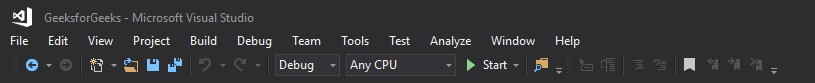 GeeksforGeeks - Microsoft Visual Studio
File Edit View Project Build Debug Team Tools Test Analyze Window Help
Debug Any CPU Start